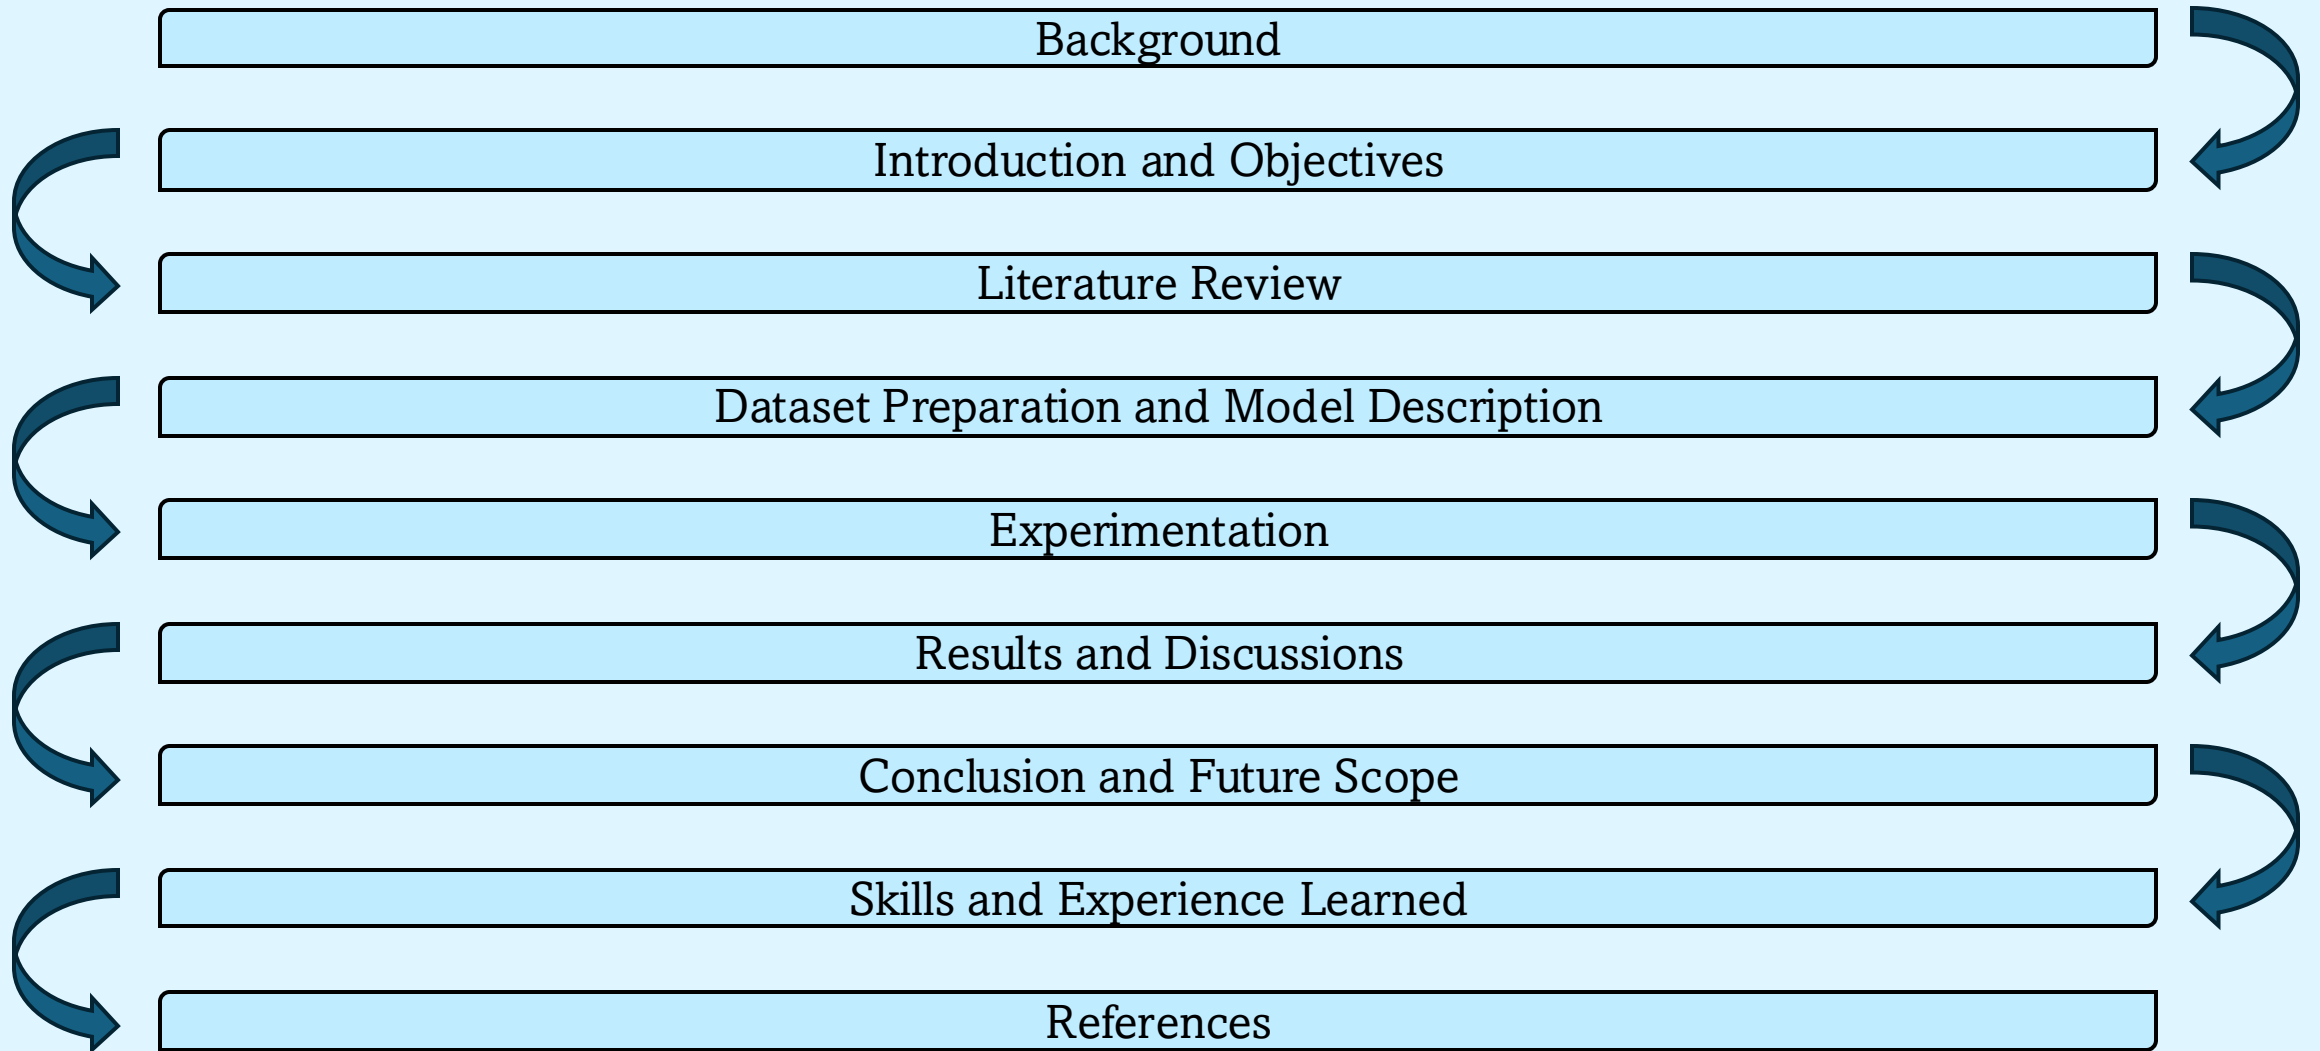 Background
Introduction and Objectives
Literature Review
Dataset Preparation and Model Description
Experimentation
Results and Discussions
Conclusion and Future Scope
Skills and Experience Learned
References